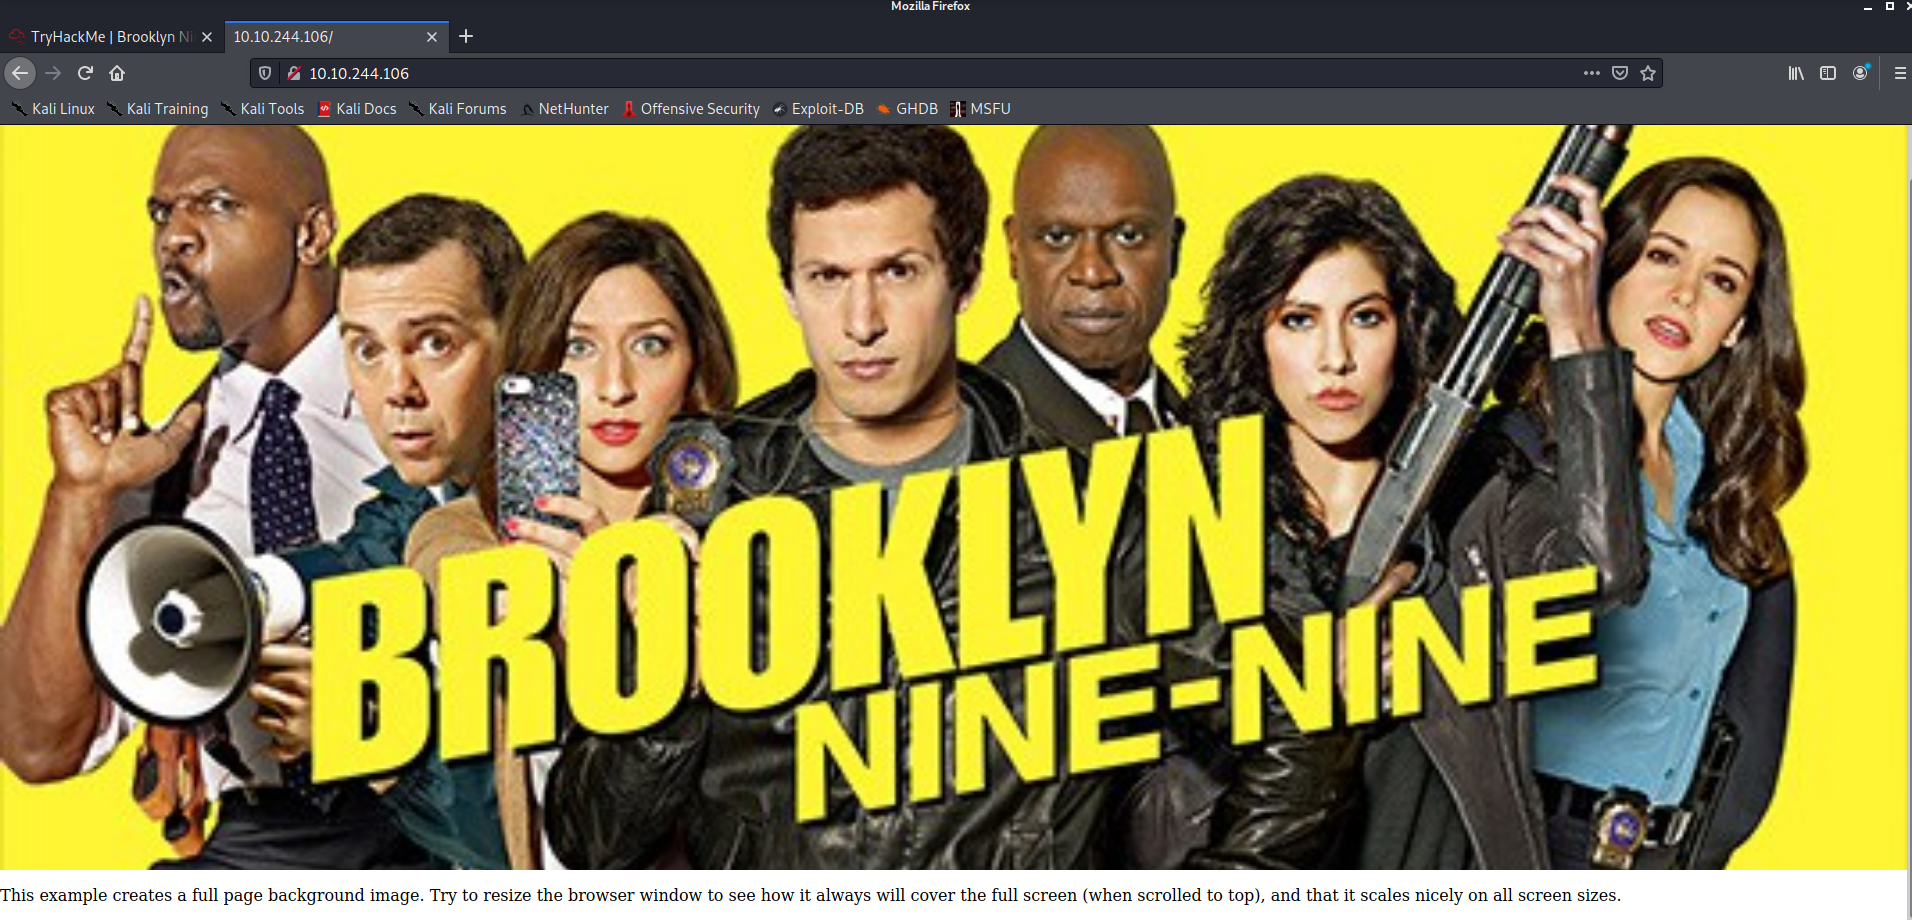 Mozilla Firefox
TryHackMe | Brooklyn Ni
10.10.244.106/
10.10.244.106
Kali Linux Kali Training Kali Tools Kali Docs Kali Forums NetHunter Offensive Security Exploit-DB GHDB MSFU
BROOKLYN
NINE-NINE
This example creates a full page background image. Try to resize the browser window to see how it always will cover the full screen (when scrolled to top), and that it scales nicely on all screen sizes.